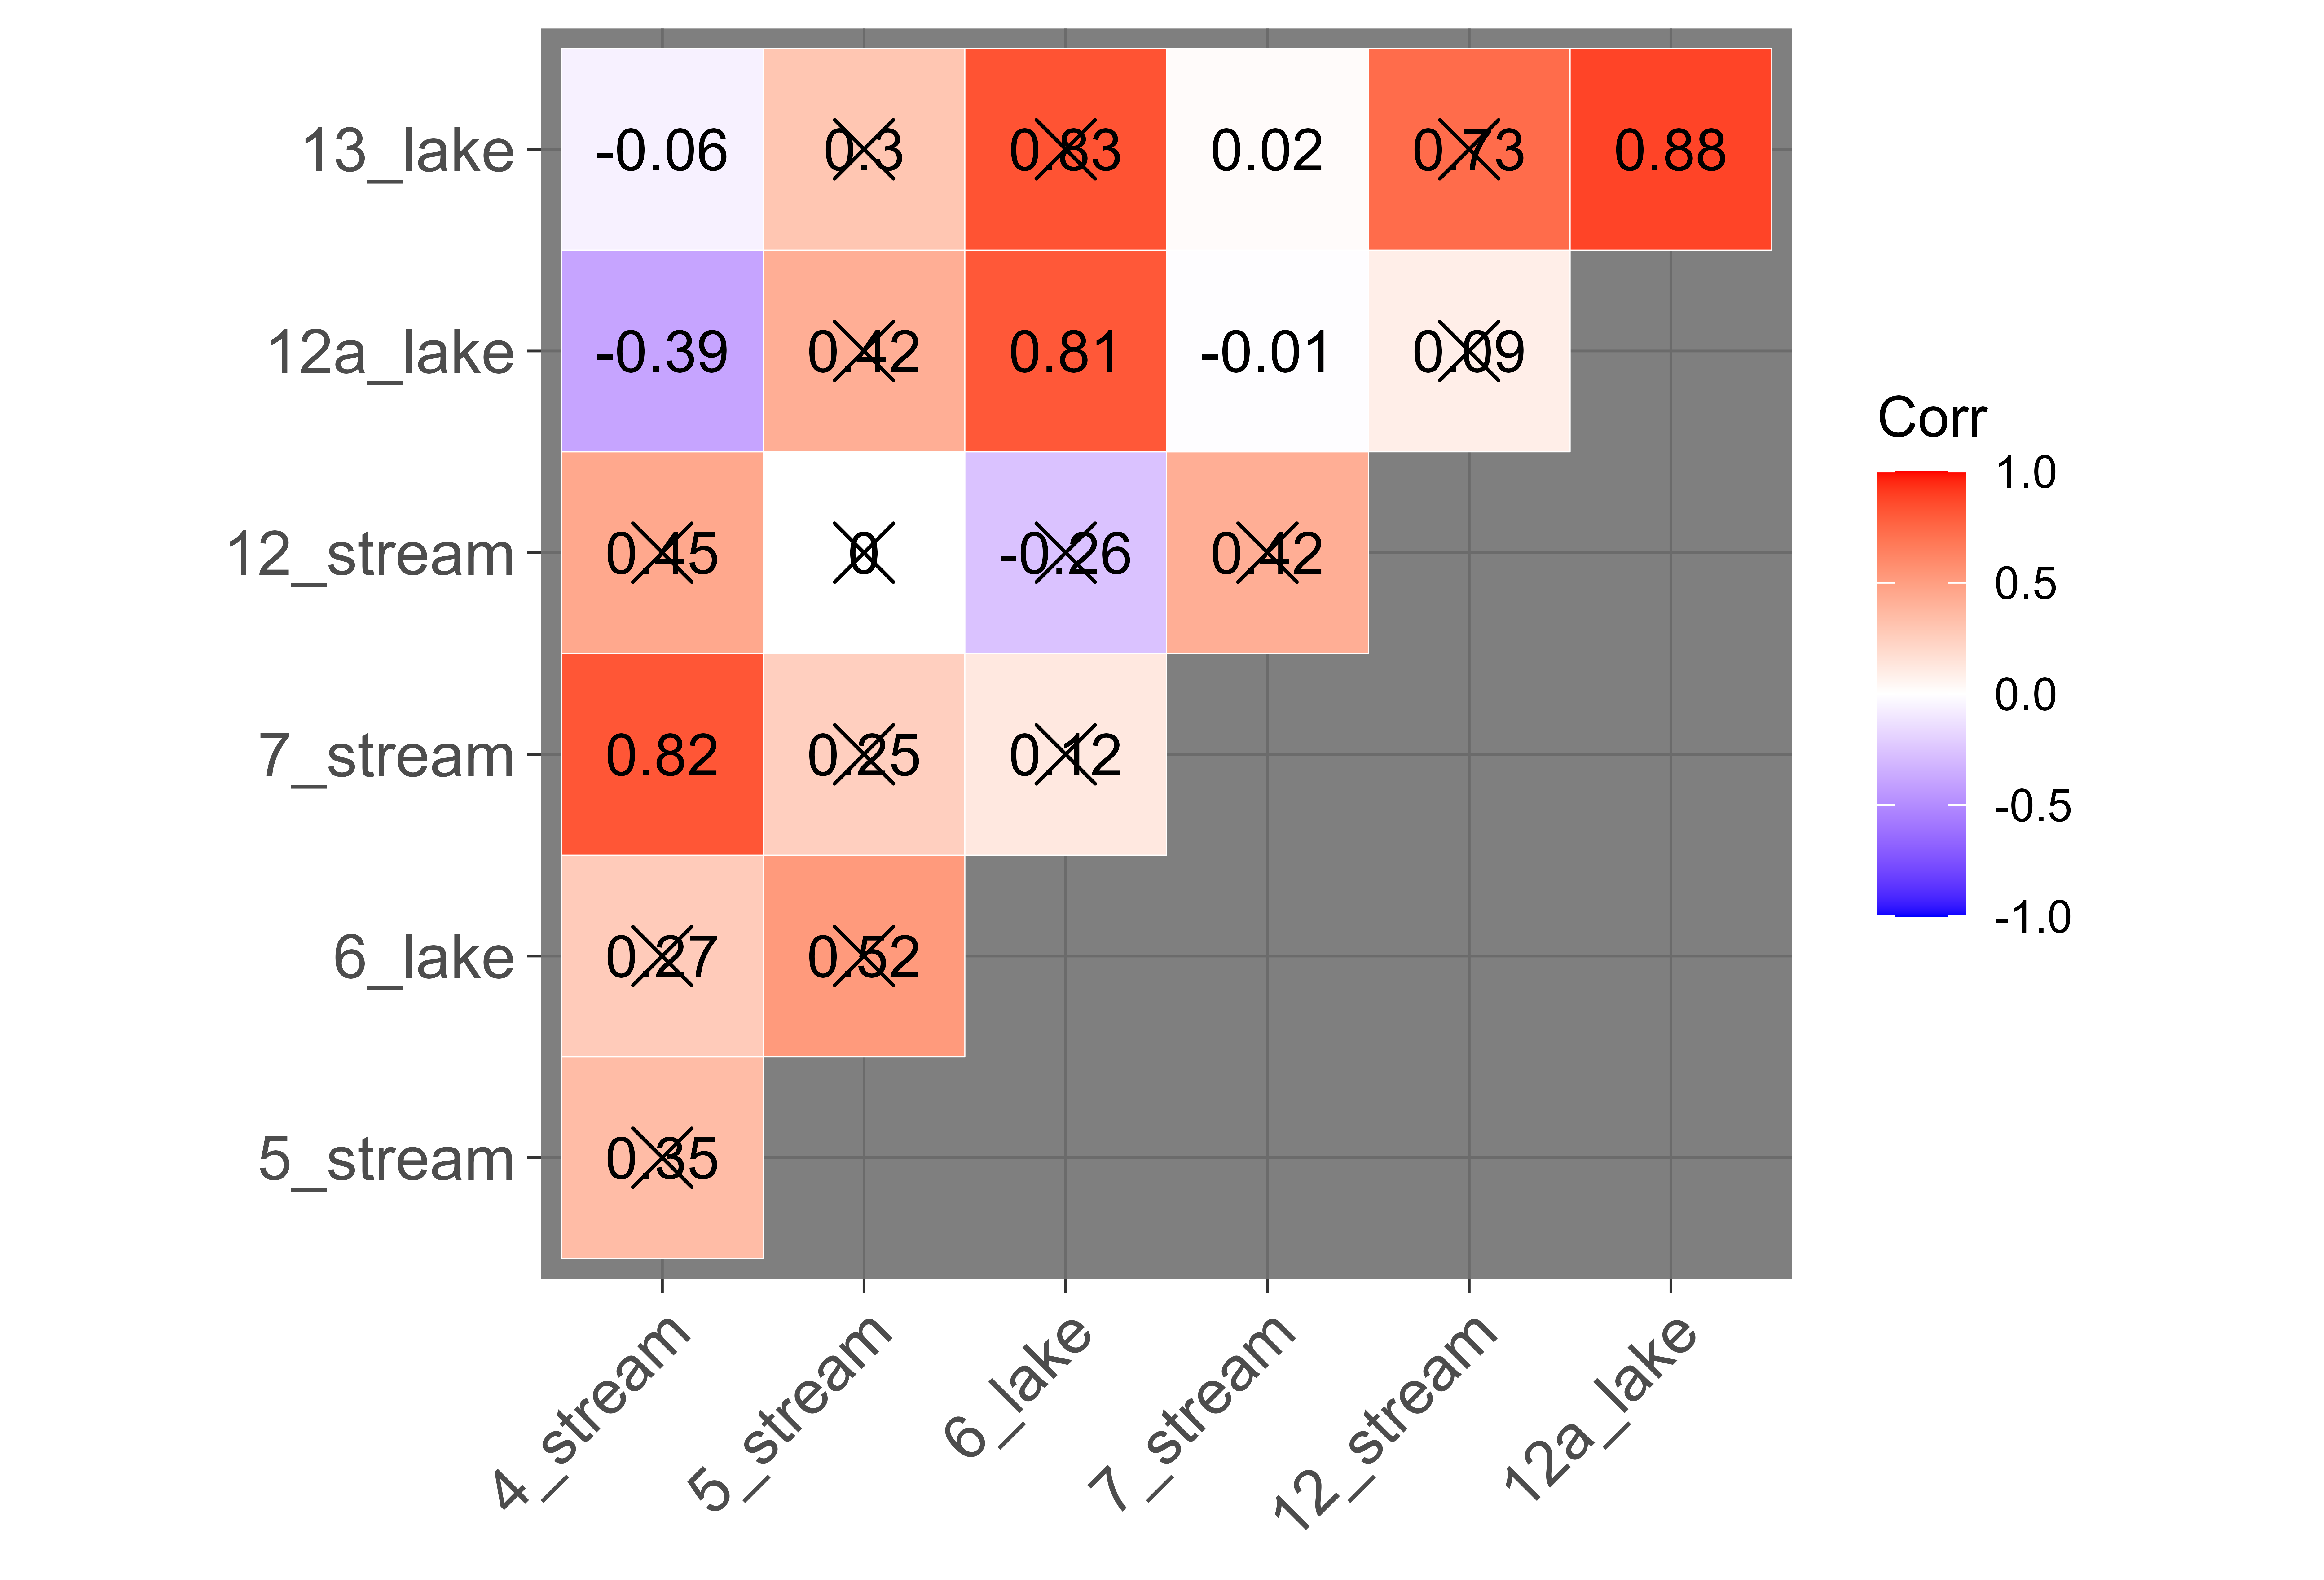 13_lake -0.06 0.3 0.83 0.02 0.73 0.88
12a_lake -0.39 0.42 0.81 -0.01 0.09
12_stream 0.45 0 -0.26 0.42
7_stream 0.82 0.25 0.12
6_lake 0.27 0.52
5_stream 0.35
4_stream 5_stream 6_lake 7_stream 12_stream 12a_lake
Corr
1.0
0.5
0.0
-0.5
-1.0